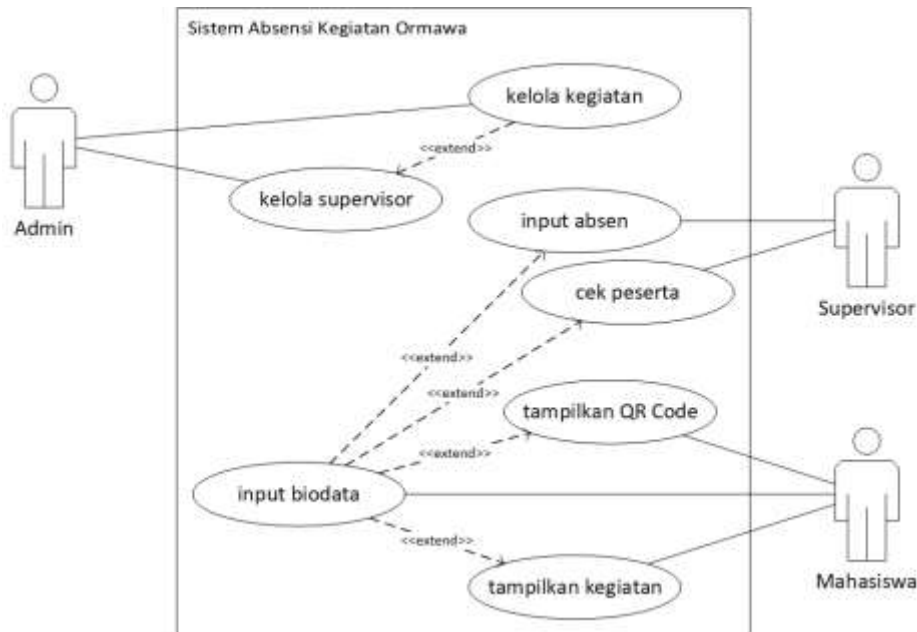 Sistem Absensi Kegiatan Ormawa
kelola kegiatan
<<extend>>
kelola supervisor
Admin
input absen
cek peserta
Supervisor
<<extend>>
<<extend>>
tampilkan QR Code
<<extend>>
input biodata
<<extend>>
tampilkan kegiatan
Mahasiswa